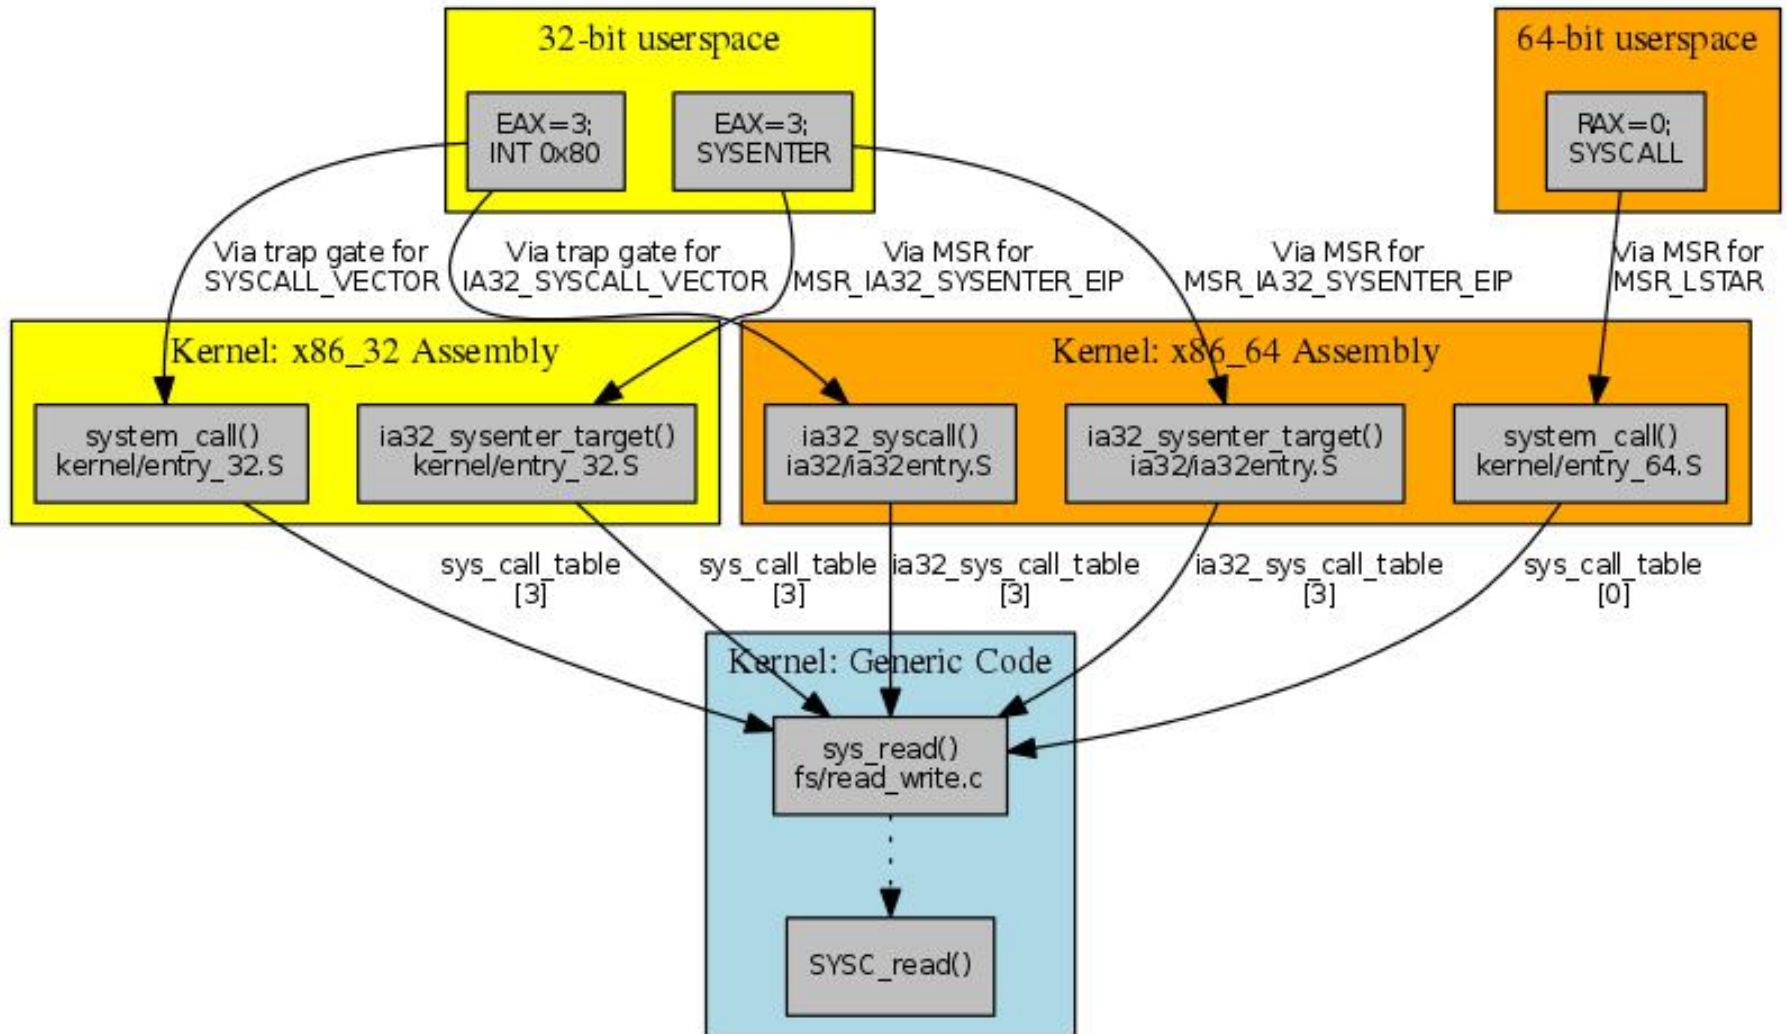 32-bit userspace
64-bit userspace
EAX=3;
INT 0x80
EAX=3;
SYSENTER
RAX=0;
SYSCALL
Via trap gate for
SYSCALL_VECTOR
Via trap gate for
IA32_SYSCALL_VECTOR
Via MSR for
MSR_IA32_SYSENTER_EIP
Via MSR for
MSR_IA32_SYSENTER_EIP
Via MSR for
MSR_LSTAR
Kernel: x86_32 Assembly
Kernel: x86_64 Assembly
system_call()
kernel/entry_32.S
ia32_sysenter_target()
kernel/entry_32.S
ia32_syscall()
ia32/ia32entry.S
ia32_sysenter_target()
ia32/ia32entry.S
system_call()
kernel/entry_64.S
sys_call_table
[3]
sys_call_table
[3]
ia32_sys_call_table
[3]
ia32_sys_call_table
[3]
sys_call_table
[0]
Kernel: Generic Code
sys_read()
fs/read_write.c
SYSC_read()